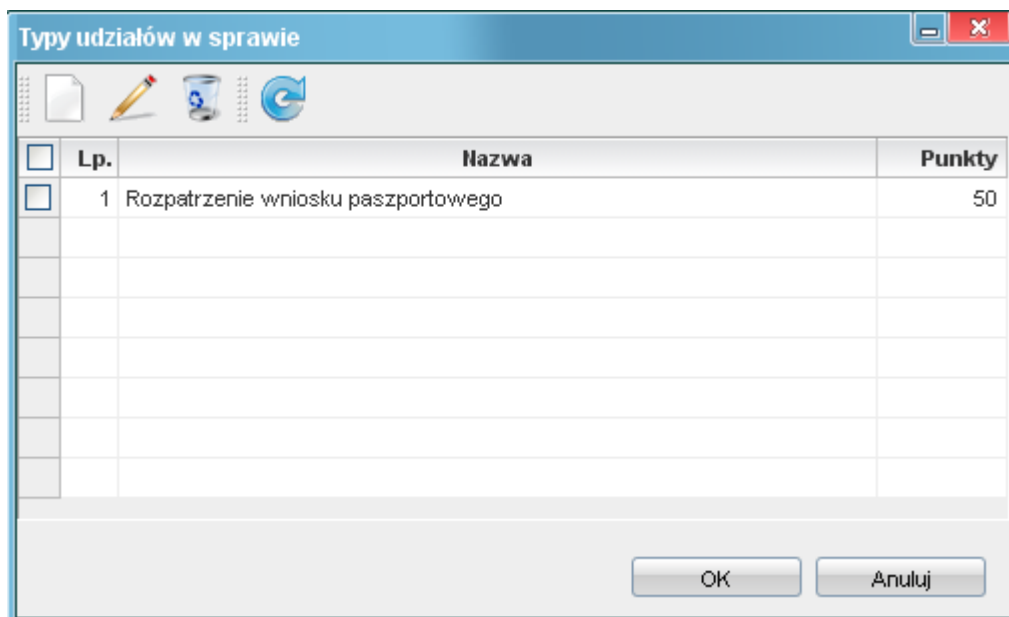 Typy udziałów w sprawie
Lp. Nazwa Punkty
1 Rozpatrzenie wniosku paszportowego 50
OK Anuluj